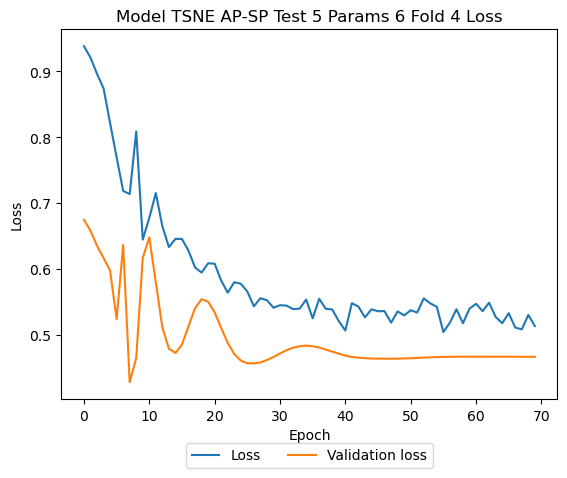 Model TSNE AP-SP Test 5 Params 6 Fold 4 Loss
0.9
0.8
0.7
0.6
0.5
Loss
0 10 20 30 40 50 60 70
Epoch
Loss Validation loss